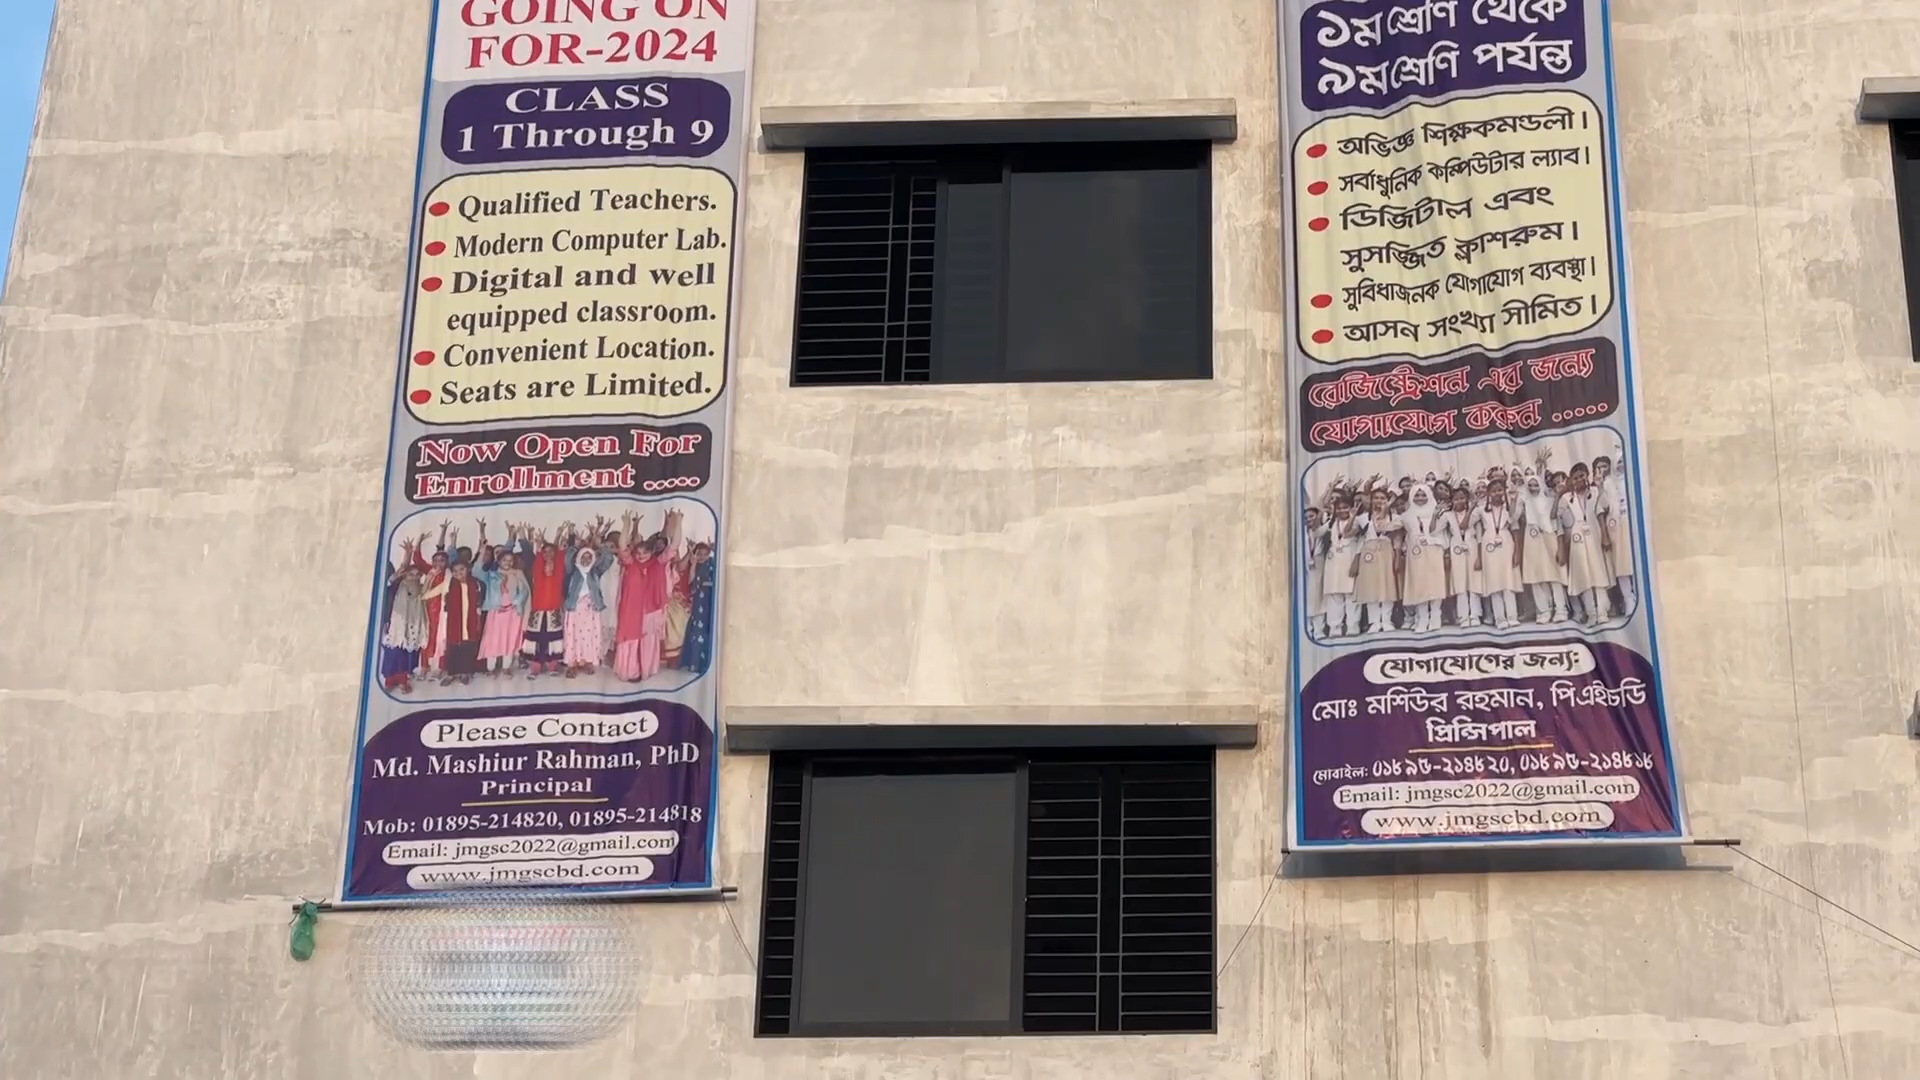 GOING ON
FOR-2024
CLASS
1 Through 9
Qualified Teachers.
Modern Computer Lab.
Digital and well
equipped classroom.
Convenient Location.
Seats are Limited.
Now Open For
Enrollment .....
Please Contact
Md. Mashiur Rahman, PhD
Principal
Mob: 01895-214820, 01895-214818
Email: jmgsc2022@gmail.com
www.jmgscbd.com
১ম শ্রেণি থেকে
৯ম শ্রেণি পর্যন্ত
অভিজ্ঞ শিক্ষকমন্ডলী।
সর্বাধুনিক কম্পিউটার ল্যাব।
ডিজিটাল এবং
সুসজ্জিত ক্লাশরুম।
সুবিধাজনক যোগাযোগ ব্যবস্থা।
আসন সংখ্যা সীমিত।
রেজিস্ট্রেশন এর জন্যে
যোগাযোগ করুন .....
যোগাযোগের জন্য:
মোঃ মশিউর রহমান, পিএইচডি
প্রিন্সিপাল
মোবাইল: ০১৮৯৫-২১৪৮২০, ০১৮৯৫-২১৪৮১৮
Email: jmgsc2022@gmail.com
www.jmgscbd.com